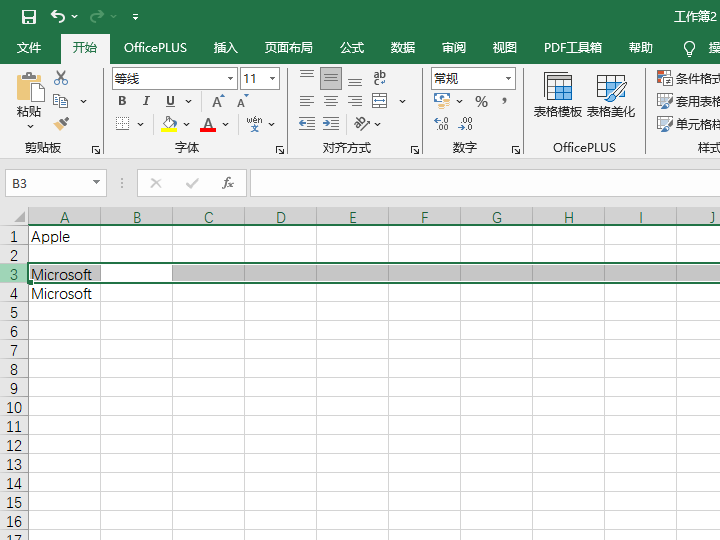 工作簿2
文件 开始 OfficePLUS 插入 页面布局 公式 数据 审阅 视图 PDF工具箱 帮助
等线 11 ab 常规 条件格式
粘贴 B I U A A % 表格模板 表格美化 套用表格
A wén 文 ab .00 .00 单元格样
剪贴板 字体 对齐方式 数字 OfficePLUS 样式
B3 fx
A B C D E F G H I J
1 Apple
2
3 Microsoft
4 Microsoft
5
6
7
8
9
10
11
12
13
14
15
16
17